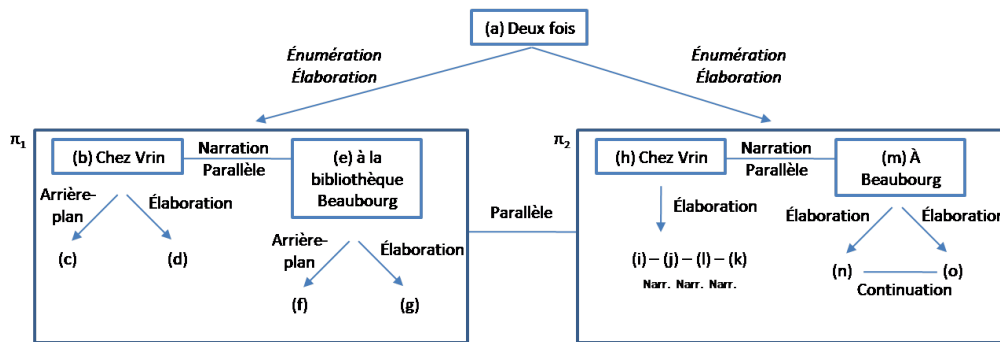 (a) Deux fois
Énumération
Élaboration
Énumération
Élaboration
π1
(b) Chez Vrin
Narration
Parallèle
(e) à la
bibliothèque
Beaubourg
Arrière-
plan
Élaboration
(c)
(d)
Arrière-
plan
Élaboration
(f)
(g)
Parallèle
π2
(h) Chez Vrin
Narration
Parallèle
(m) À
Beaubourg
Élaboration
(i) – (j) – (l) – (k)
Narr. Narr. Narr.
Élaboration
Élaboration
(n)
(o)
Continuation